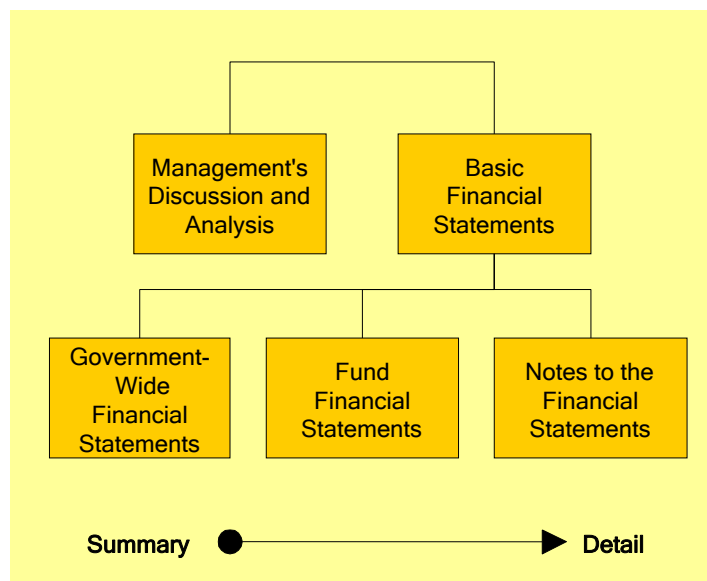 Management's
Discussion and
Analysis
Basic
Financial
Statements
Government-
Wide
Financial
Statements
Fund
Financial
Statements
Notes to the
Financial
Statements
Summary
Detail